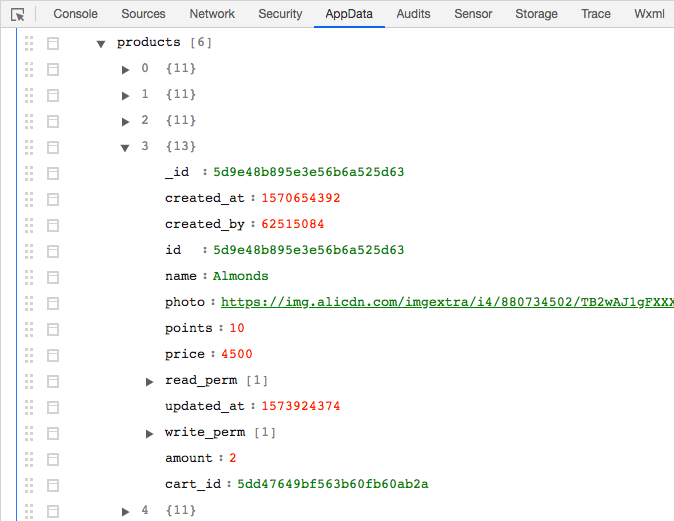 Console Sources Network Security AppData Audits Sensor Storage Trace Wxml
products [6]
0 {11}
1 {11}
2 {11}
3 {13}
_id : 5d9e48b895e3e56b6a525d63
created_at : 1570654392
created_by : 62515084
id : 5d9e48b895e3e56b6a525d63
name : Almonds
photo : https://img.alicdn.com/imgextra/i4/880734502/TB2wAJ1gFXXX
points : 10
price : 4500
read_perm [1]
updated_at : 1573924374
write_perm [1]
amount : 2
cart_id : 5dd47649bf563b60fb60ab2a
4 {11}